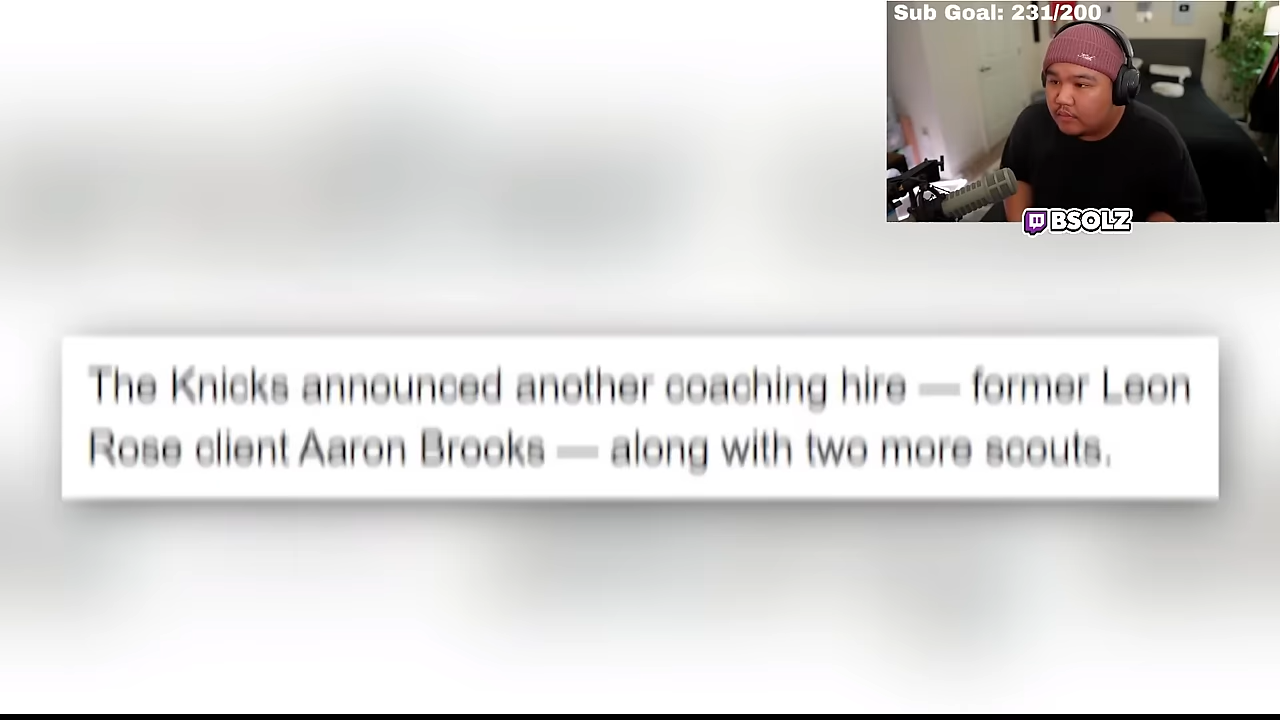 Sub Goal: 231/200
BSOLZ
The Knicks announced another coaching hire — former Leon
Rose client Aaron Brooks — along with two more scouts.